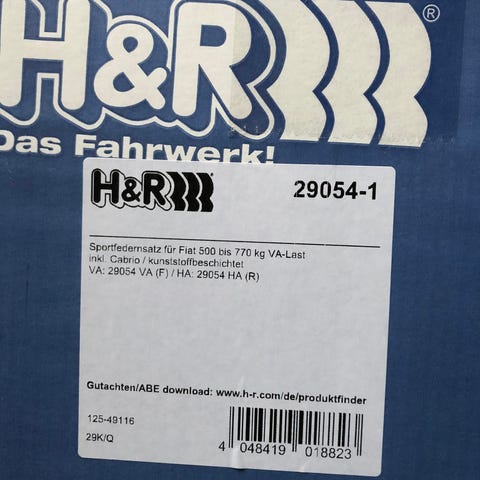 H&R ®
Das Fahrwerk!
H&R 29054-1
Sportfedernsatz für Fiat 500 bis 770 kg VA-Last
inkl. Cabrio / kunststoffbeschichtet
VA: 29054 VA (F) / HA: 29054 HA (R)
Gutachten/ABE download: www.h-r.com/de/produktfinder
125-49116
29K/Q
4 048419 018823